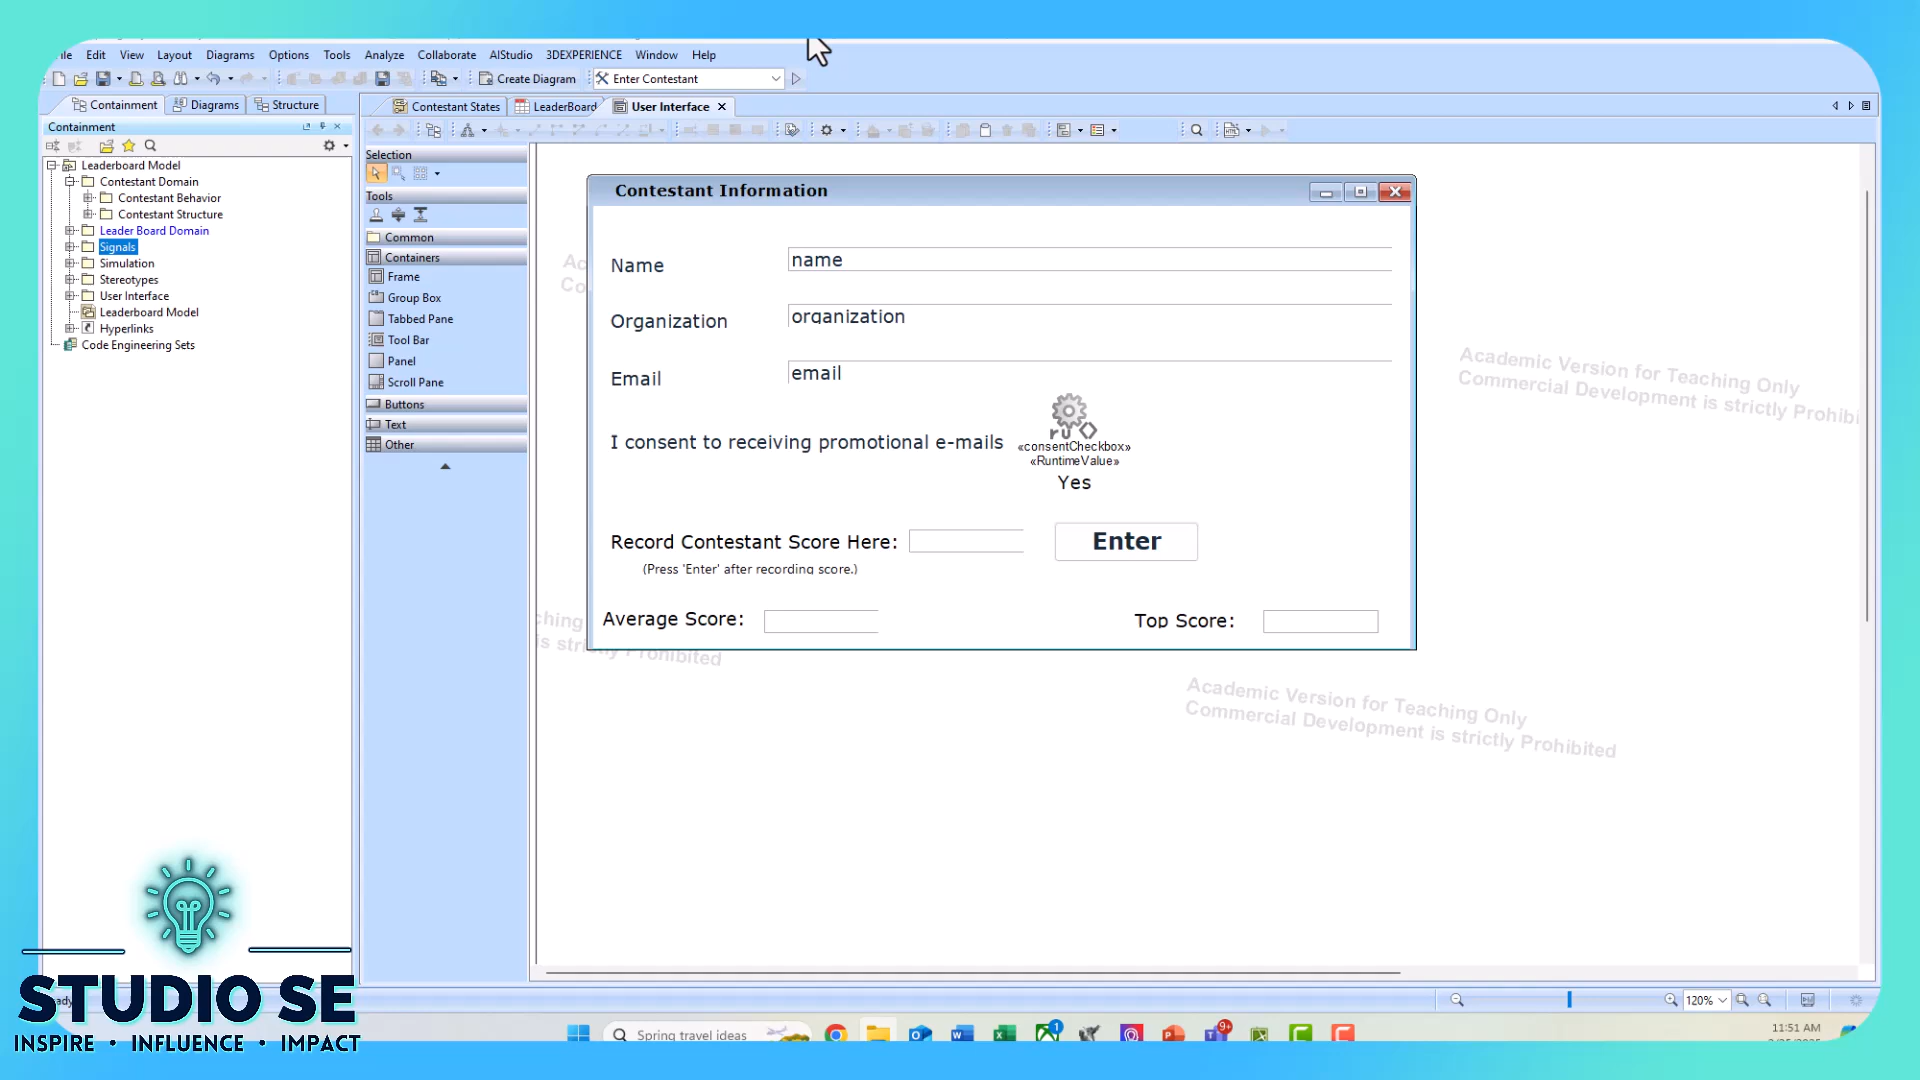 Edit View Layout Diagrams Options Tools Analyze Collaborate AIStudio 3DEXPERIENCE Window Help
Create Diagram Enter Contestant
Containment Diagrams Structure
Contestant States LeaderBoard User Interface
Containment
Leaderboard Model
Contestant Domain
Contestant Behavior
Contestant Structure
Leader Board Domain
Signals
Simulation
Stereotypes
User Interface
Leaderboard Model
Hyperlinks
Code Engineering Sets
Selection
Tools
Common
Containers
Frame
Group Box
Tabbed Pane
Tool Bar
Panel
Scroll Pane
Buttons
Text
Other
Contestant Information
Name name
Organization organization
Email email
I consent to receiving promotional e-mails
«consentCheckbox»
«RuntimeValue»
Yes
Record Contestant Score Here: Enter
(Press 'Enter' after recording score.)
Average Score: Top Score:
Academic Version for Teaching Only
Commercial Development is strictly Prohibi
Prohibited
Academic Version for Teaching Only
Commercial Development is strictly Prohibited
120%
Spring travel ideas
1
9+
11:51 AM
STUDIO SE
INSPIRE • INFLUENCE • IMPACT